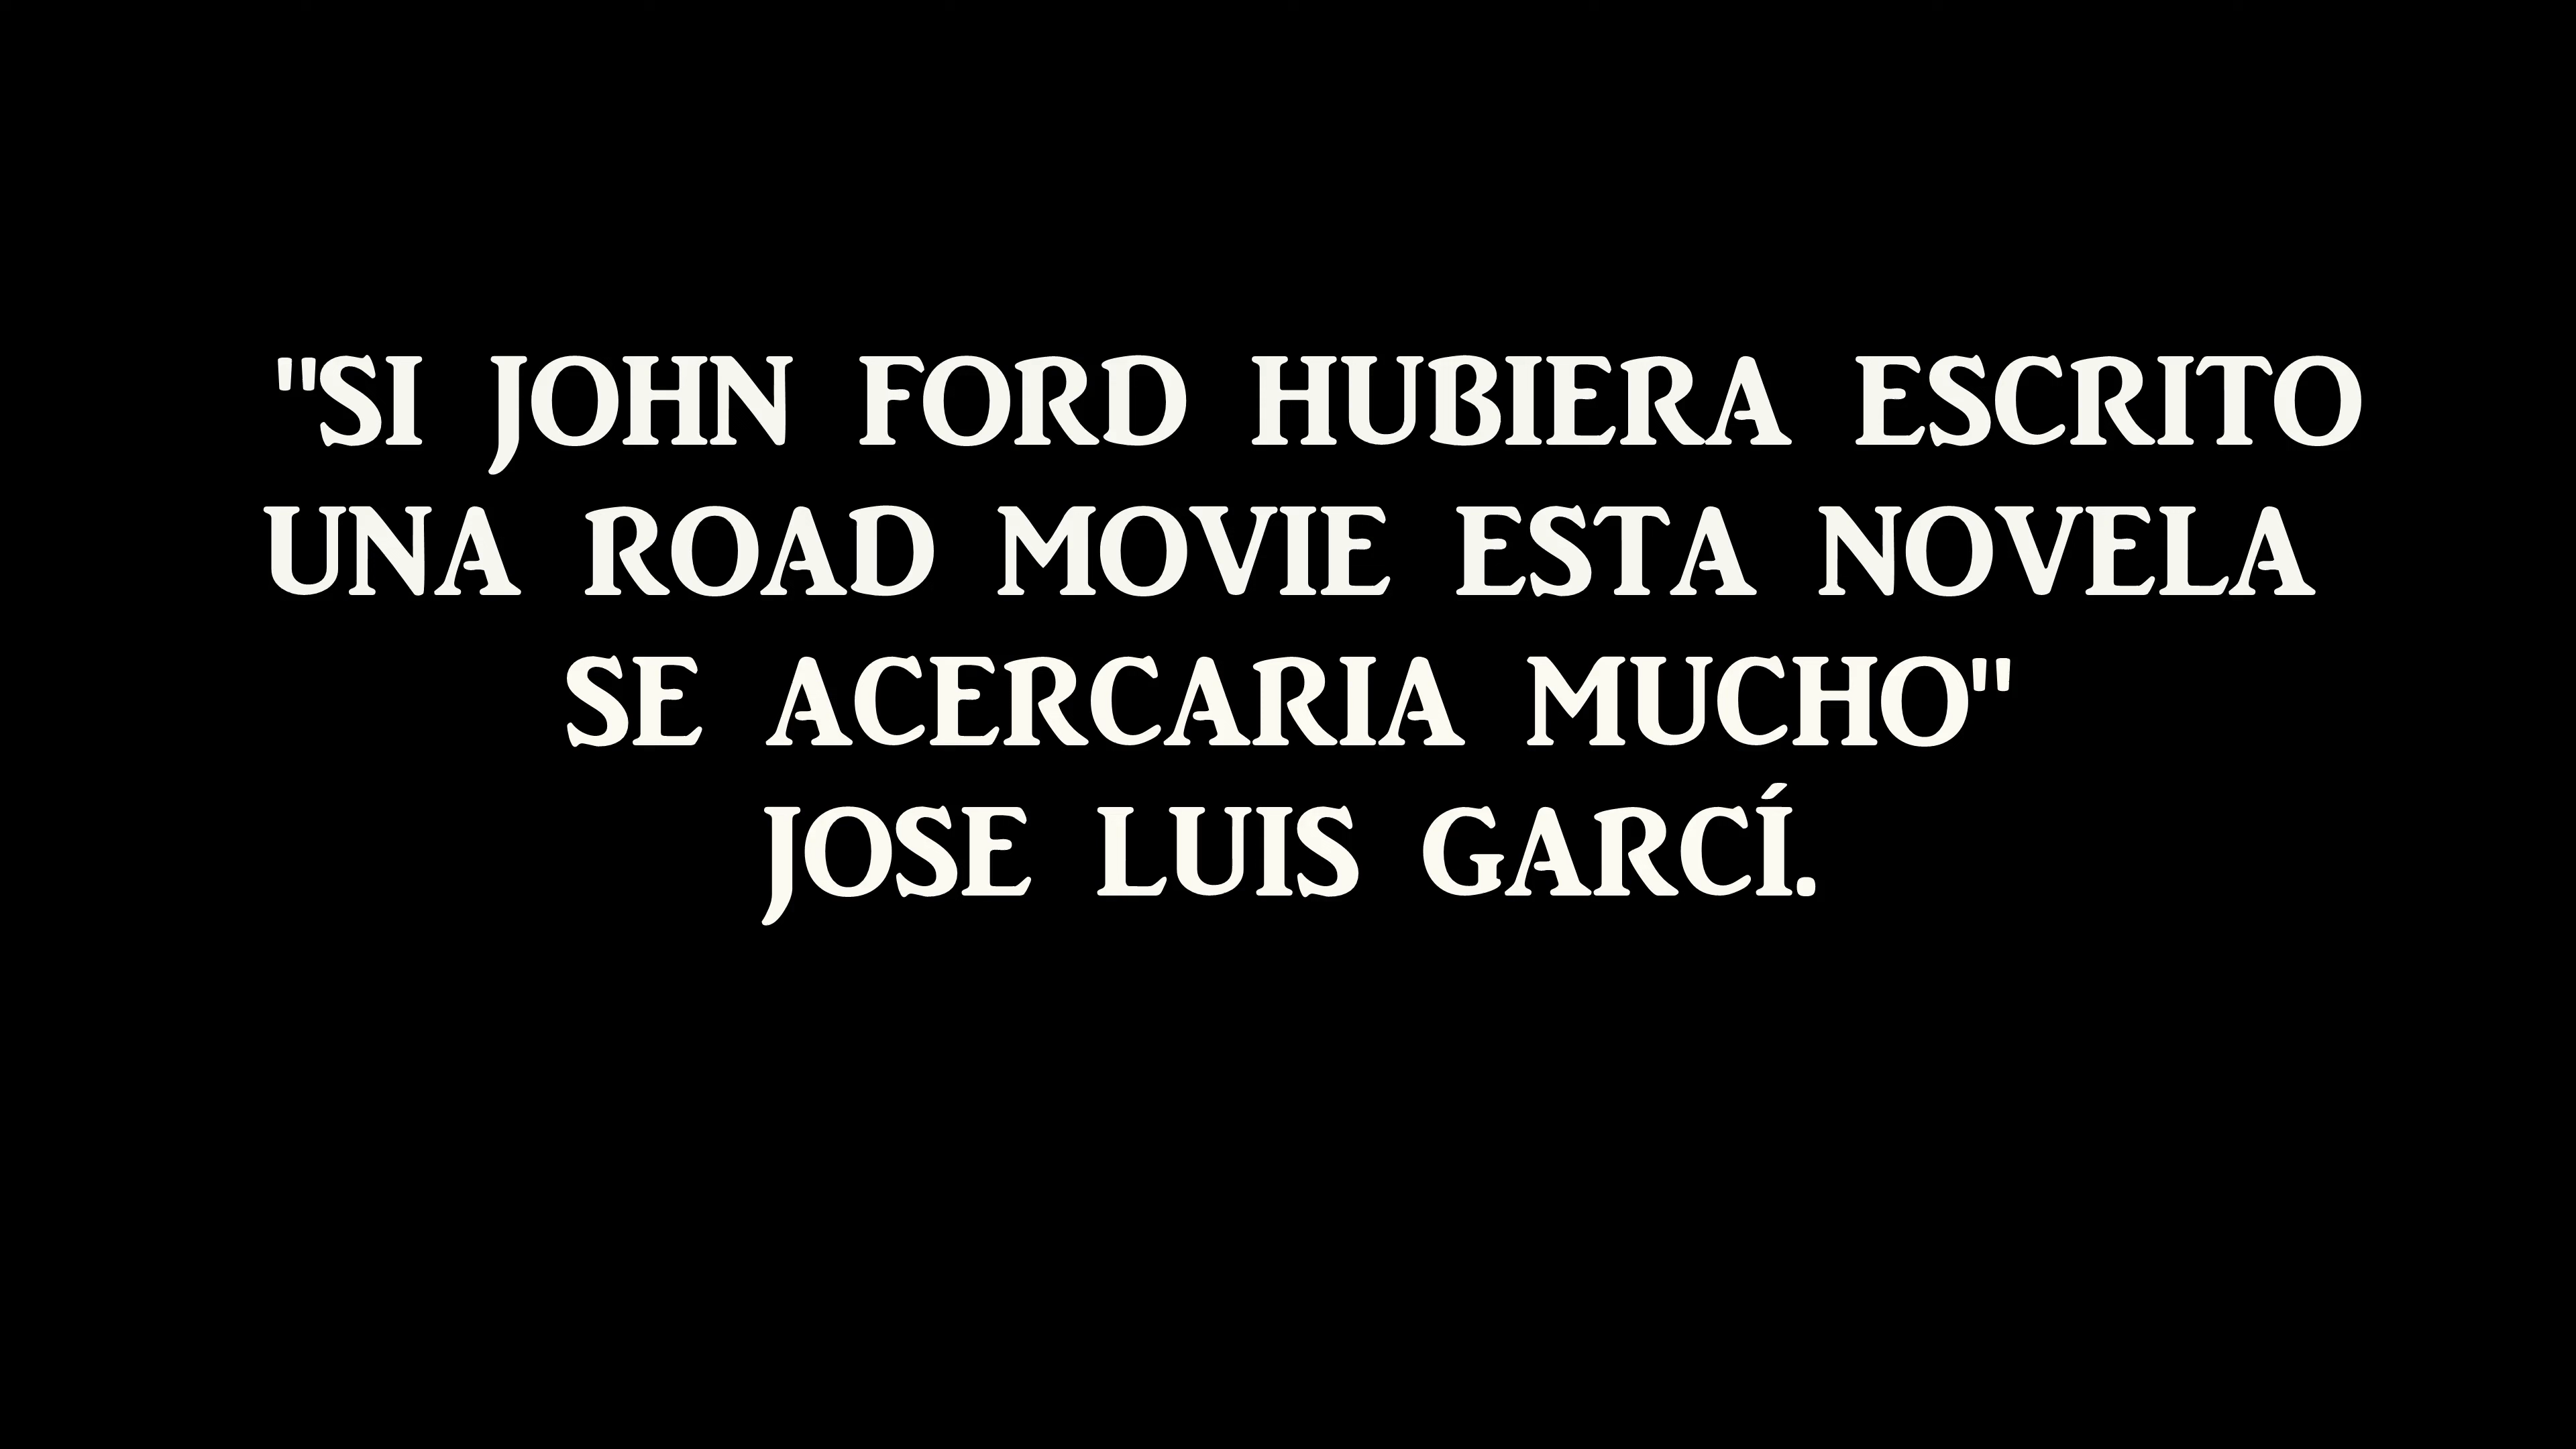 "SI JOHN FORD HUBIERA ESCRITO
UNA ROAD MOVIE ESTA NOVELA
SE ACERCARIA MUCHO"
JOSE LUIS GARCÍ.